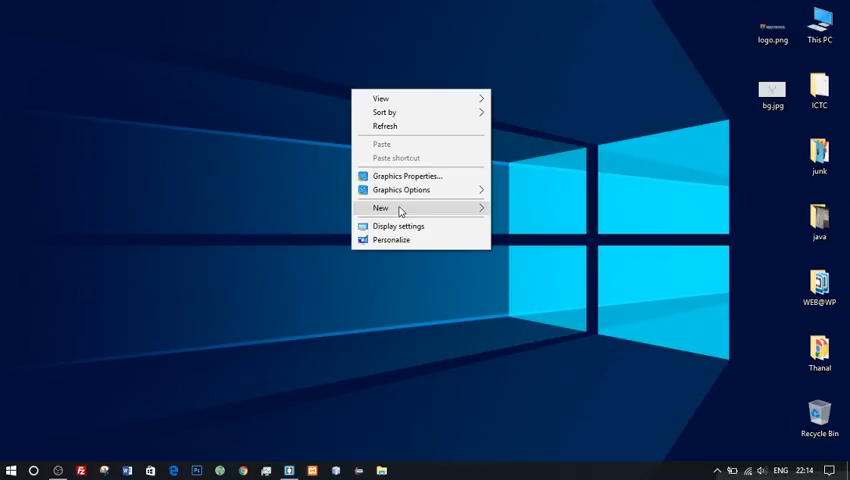 logo.png
This PC
bg.jpg
ICTC
junk
java
WEB@WP
Thanal
Recycle Bin
View
Sort by
Refresh
Paste
Paste shortcut
Graphics Properties...
Graphics Options
New
Display settings
Personalize
ENG
22:14